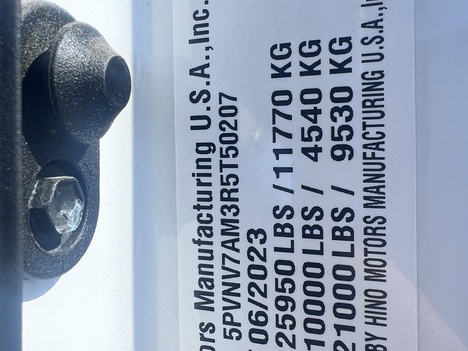 ors Manufacturing U.S.A.,Inc.
5PVNV7AM3R5T50207
06/2023
25950 LBS / 11770 KG
10000 LBS / 4540 KG
21000 LBS / 9530 KG
BY HINO MOTORS MANUFACTURING U.S.A.,I